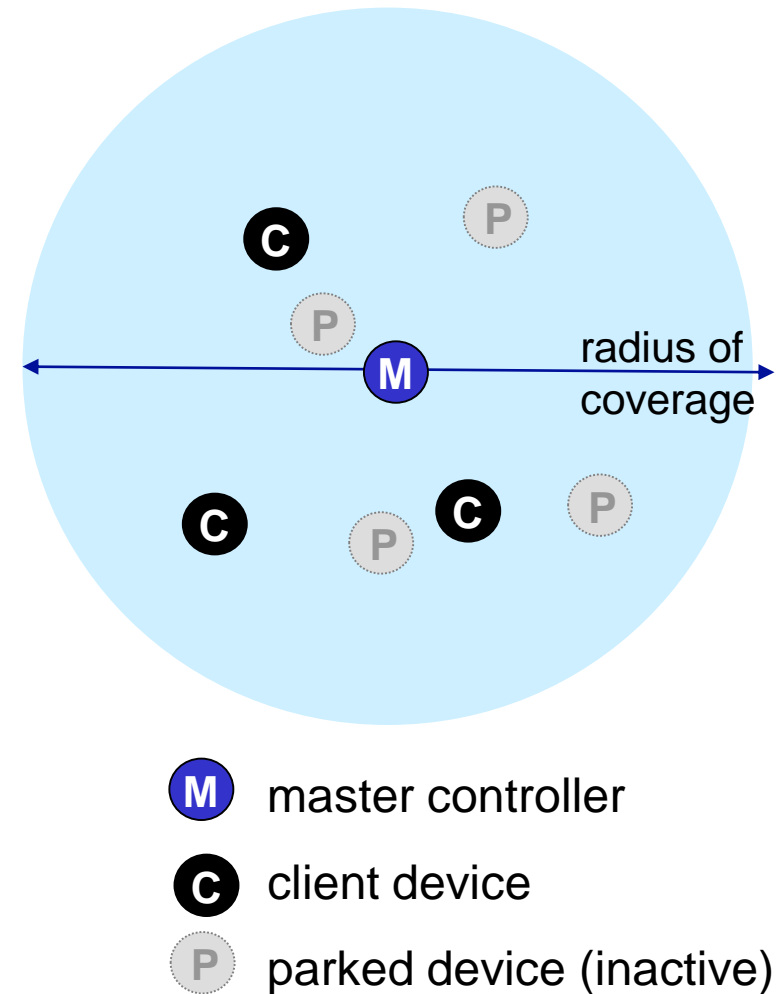 P
C
P
radius of
M
coverage
P
C
C
P
M master controller
C client device
P parked device (inactive)